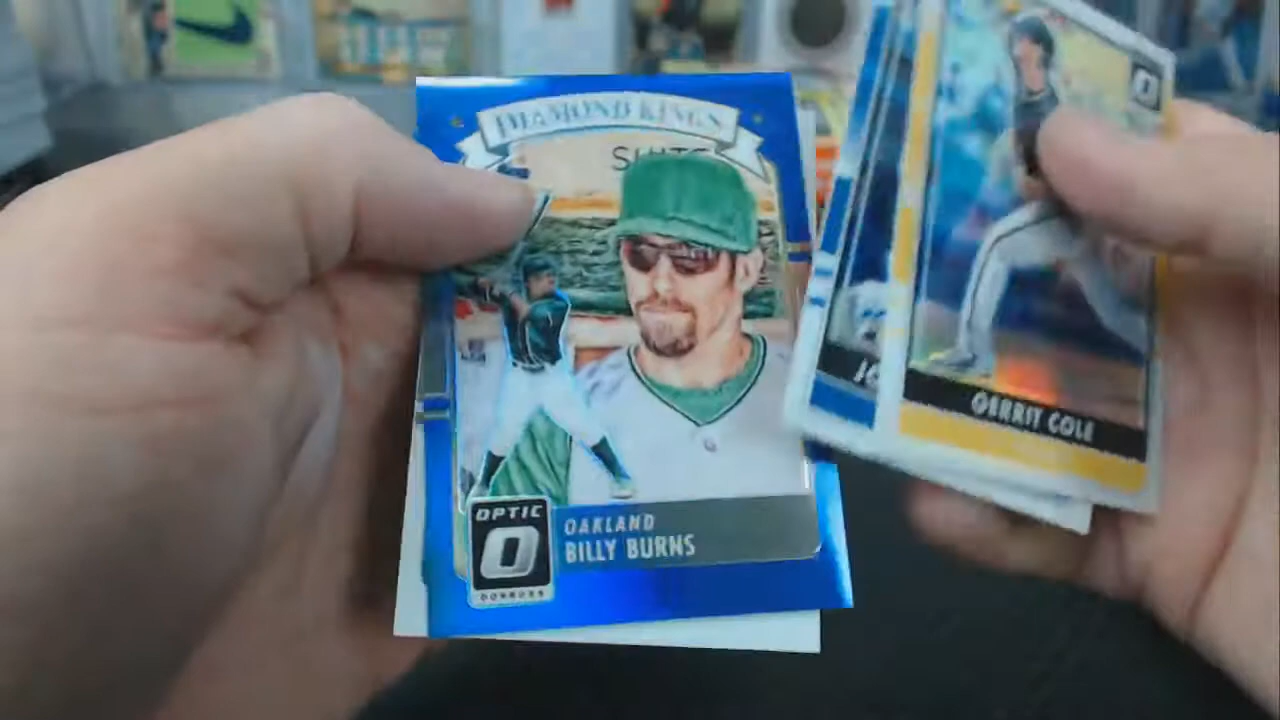 DIAMOND KINGS
OPTIC
O
DONRUSS
OAKLAND
BILLY BURNS
GERRIT COLE